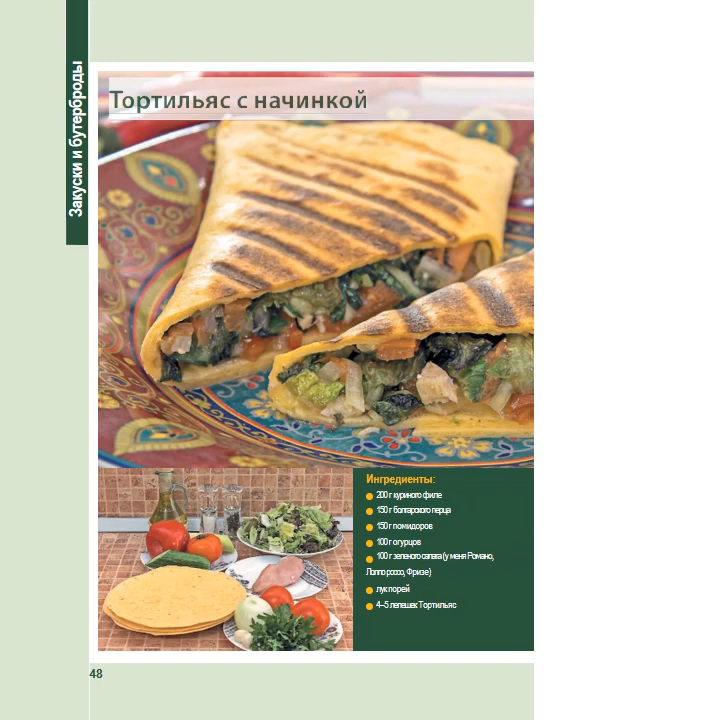 Закуски и бутерброды
Тортильяс с начинкой
Ингредиенты:
200 г куриного филе
150 г болгарского перца
150 г помидоров
100 г огурцов
100 г зеленого салата (у меня Романо,
Лолло россо, Фризе)
лук порей
4–5 лепешек Тортильяс
48